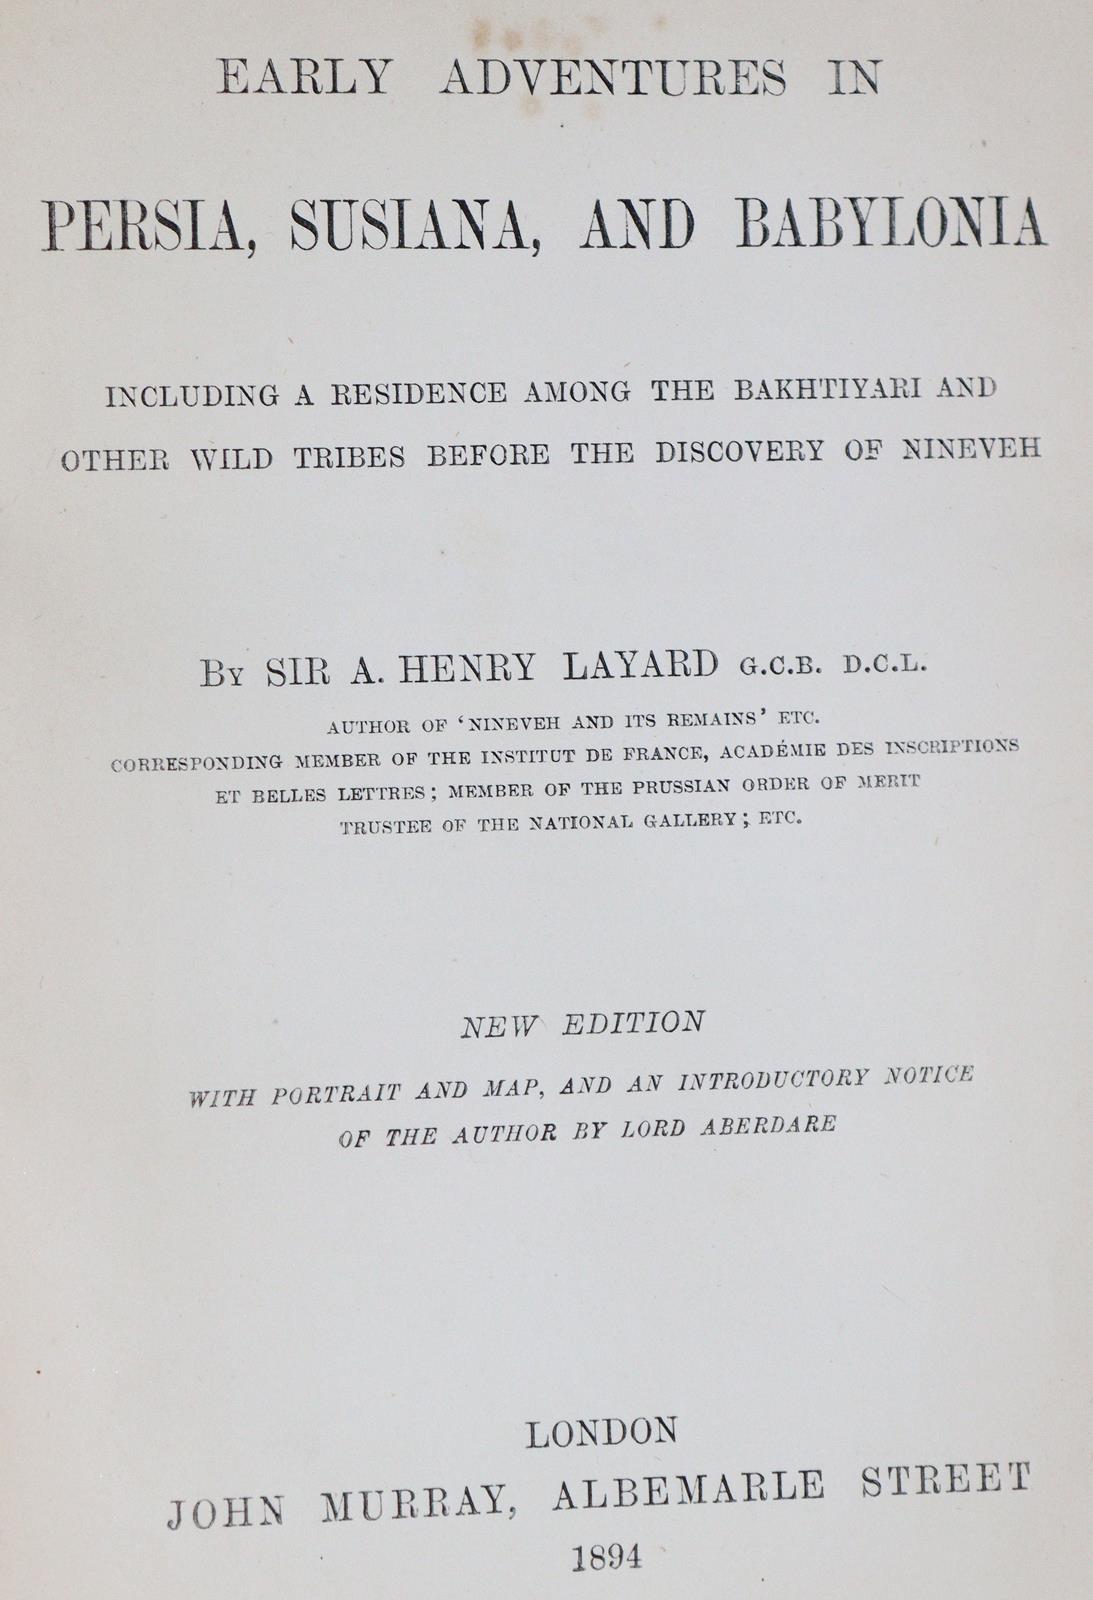 EARLY ADVENTURES IN
PERSIA, SUSIANA, AND BABYLONIA
INCLUDING A RESIDENCE AMONG THE BAKHTIYARI AND
OTHER WILD TRIBES BEFORE THE DISCOVERY OF NINEVEH
By SIR A. HENRY LAYARD G.C.B. D.C.L.
AUTHOR OF ‘NINEVEH AND ITS REMAINS’ ETC.
CORRESPONDING MEMBER OF THE INSTITUT DE FRANCE, ACADÉMIE DES INSCRIPTIONS
ET BELLES LETTRES; MEMBER OF THE PRUSSIAN ORDER OF MERIT
TRUSTEE OF THE NATIONAL GALLERY; ETC.
NEW EDITION
WITH PORTRAIT AND MAP, AND AN INTRODUCTORY NOTICE
OF THE AUTHOR BY LORD ABERDARE
LONDON
JOHN MURRAY, ALBEMARLE STREET
1894